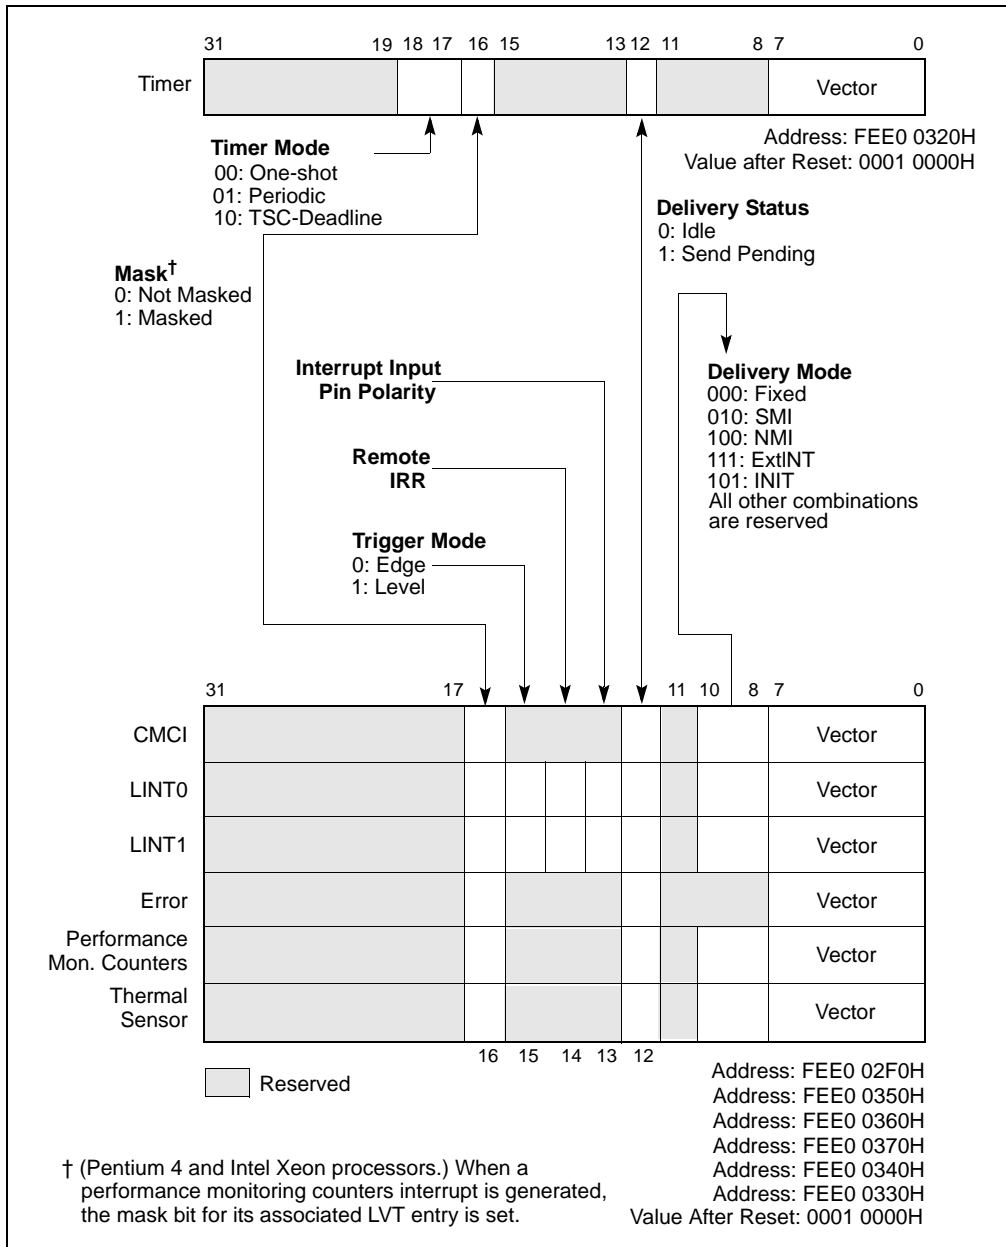 31 19 18 17 16 15 13 12 11 8 7 0
Timer Vector
Address: FEE0 0320H
Value after Reset: 0001 0000H
Timer Mode
00: One-shot
01: Periodic
10: TSC-Deadline
Delivery Status
0: Idle
1: Send Pending
Mask†
0: Not Masked
1: Masked
Interrupt Input
Pin Polarity
Delivery Mode
000: Fixed
010: SMI
100: NMI
111: ExtlNT
101: INIT
All other combinations
are reserved
Remote
IRR
Trigger Mode
0: Edge
1: Level
31 17 11 10 8 7 0
CMCI Vector
LINT0 Vector
LINT1 Vector
Error Vector
Performance
Mon. Counters Vector
Thermal
Sensor Vector
16 15 14 13 12
Reserved
Address: FEE0 02F0H
Address: FEE0 0350H
Address: FEE0 0360H
Address: FEE0 0370H
Address: FEE0 0340H
Address: FEE0 0330H
Value After Reset: 0001 0000H
† (Pentium 4 and Intel Xeon processors.) When a
performance monitoring counters interrupt is generated,
the mask bit for its associated LVT entry is set.